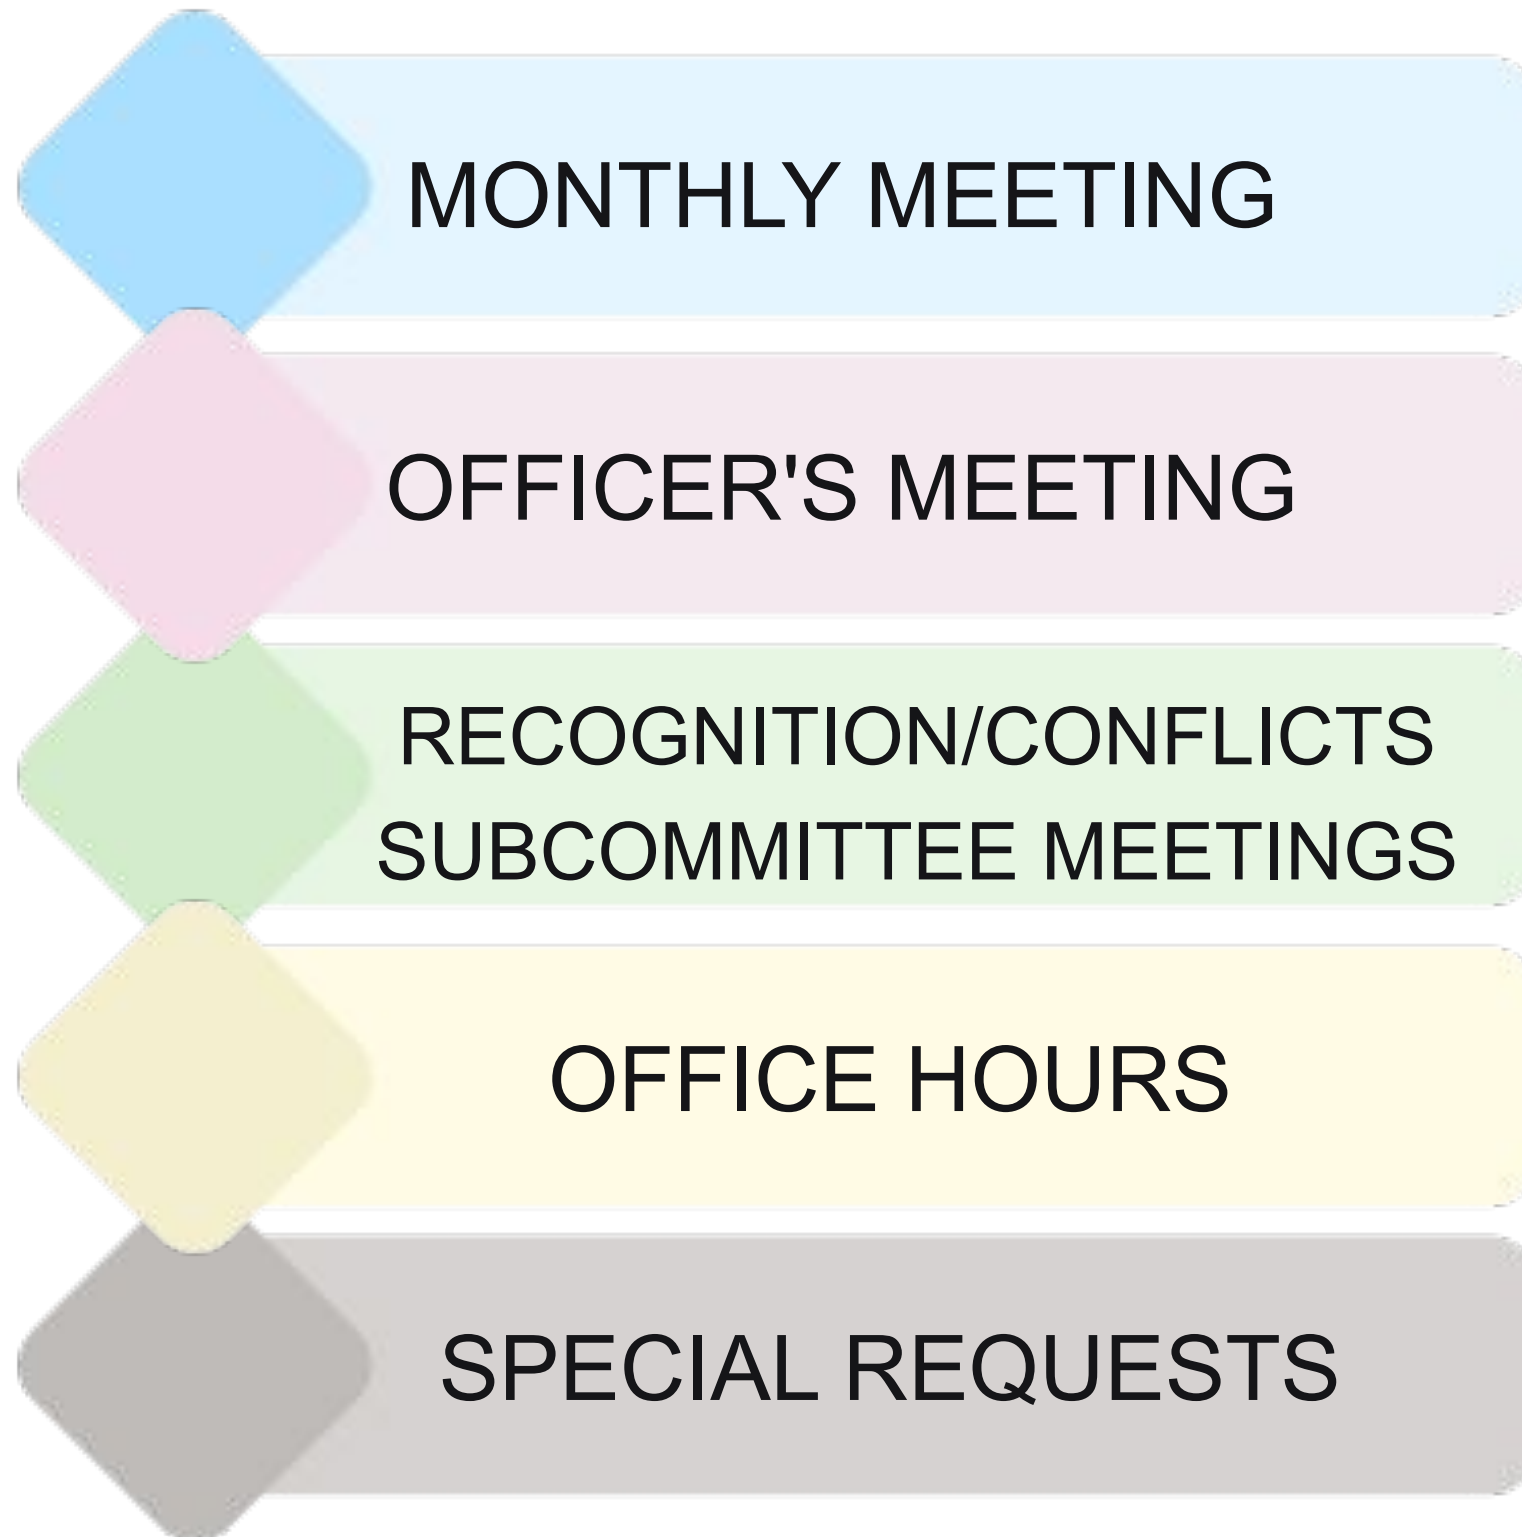 MONTHLY MEETING
OFFICER'S MEETING
RECOGNITION/CONFLICTS
SUBCOMMITTEE MEETINGS
OFFICE HOURS
SPECIAL REQUESTS